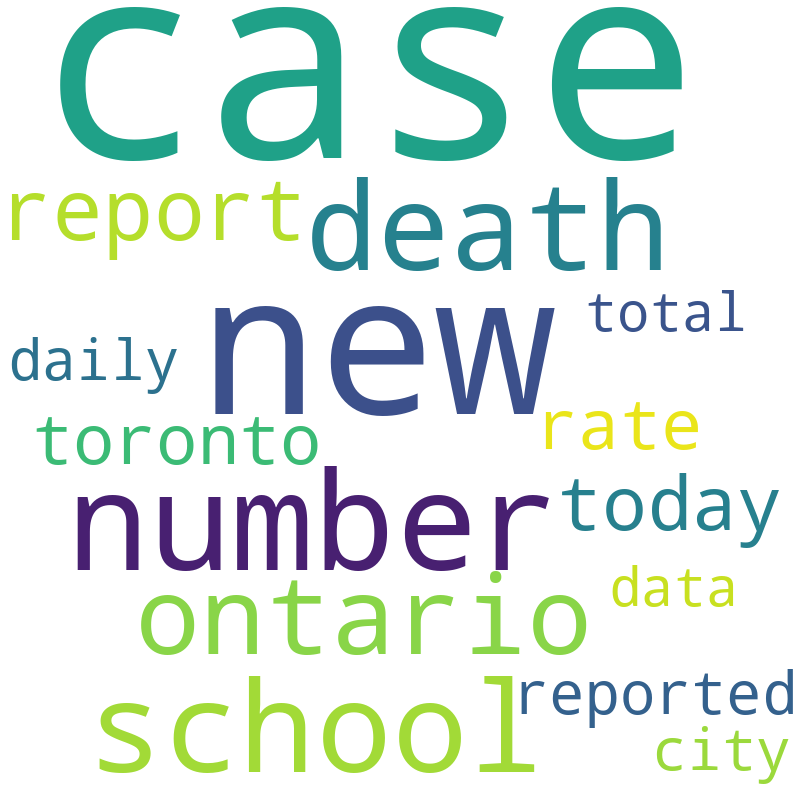 case
report death
new total
daily
toronto rate
number today
ontario data
school reported
city